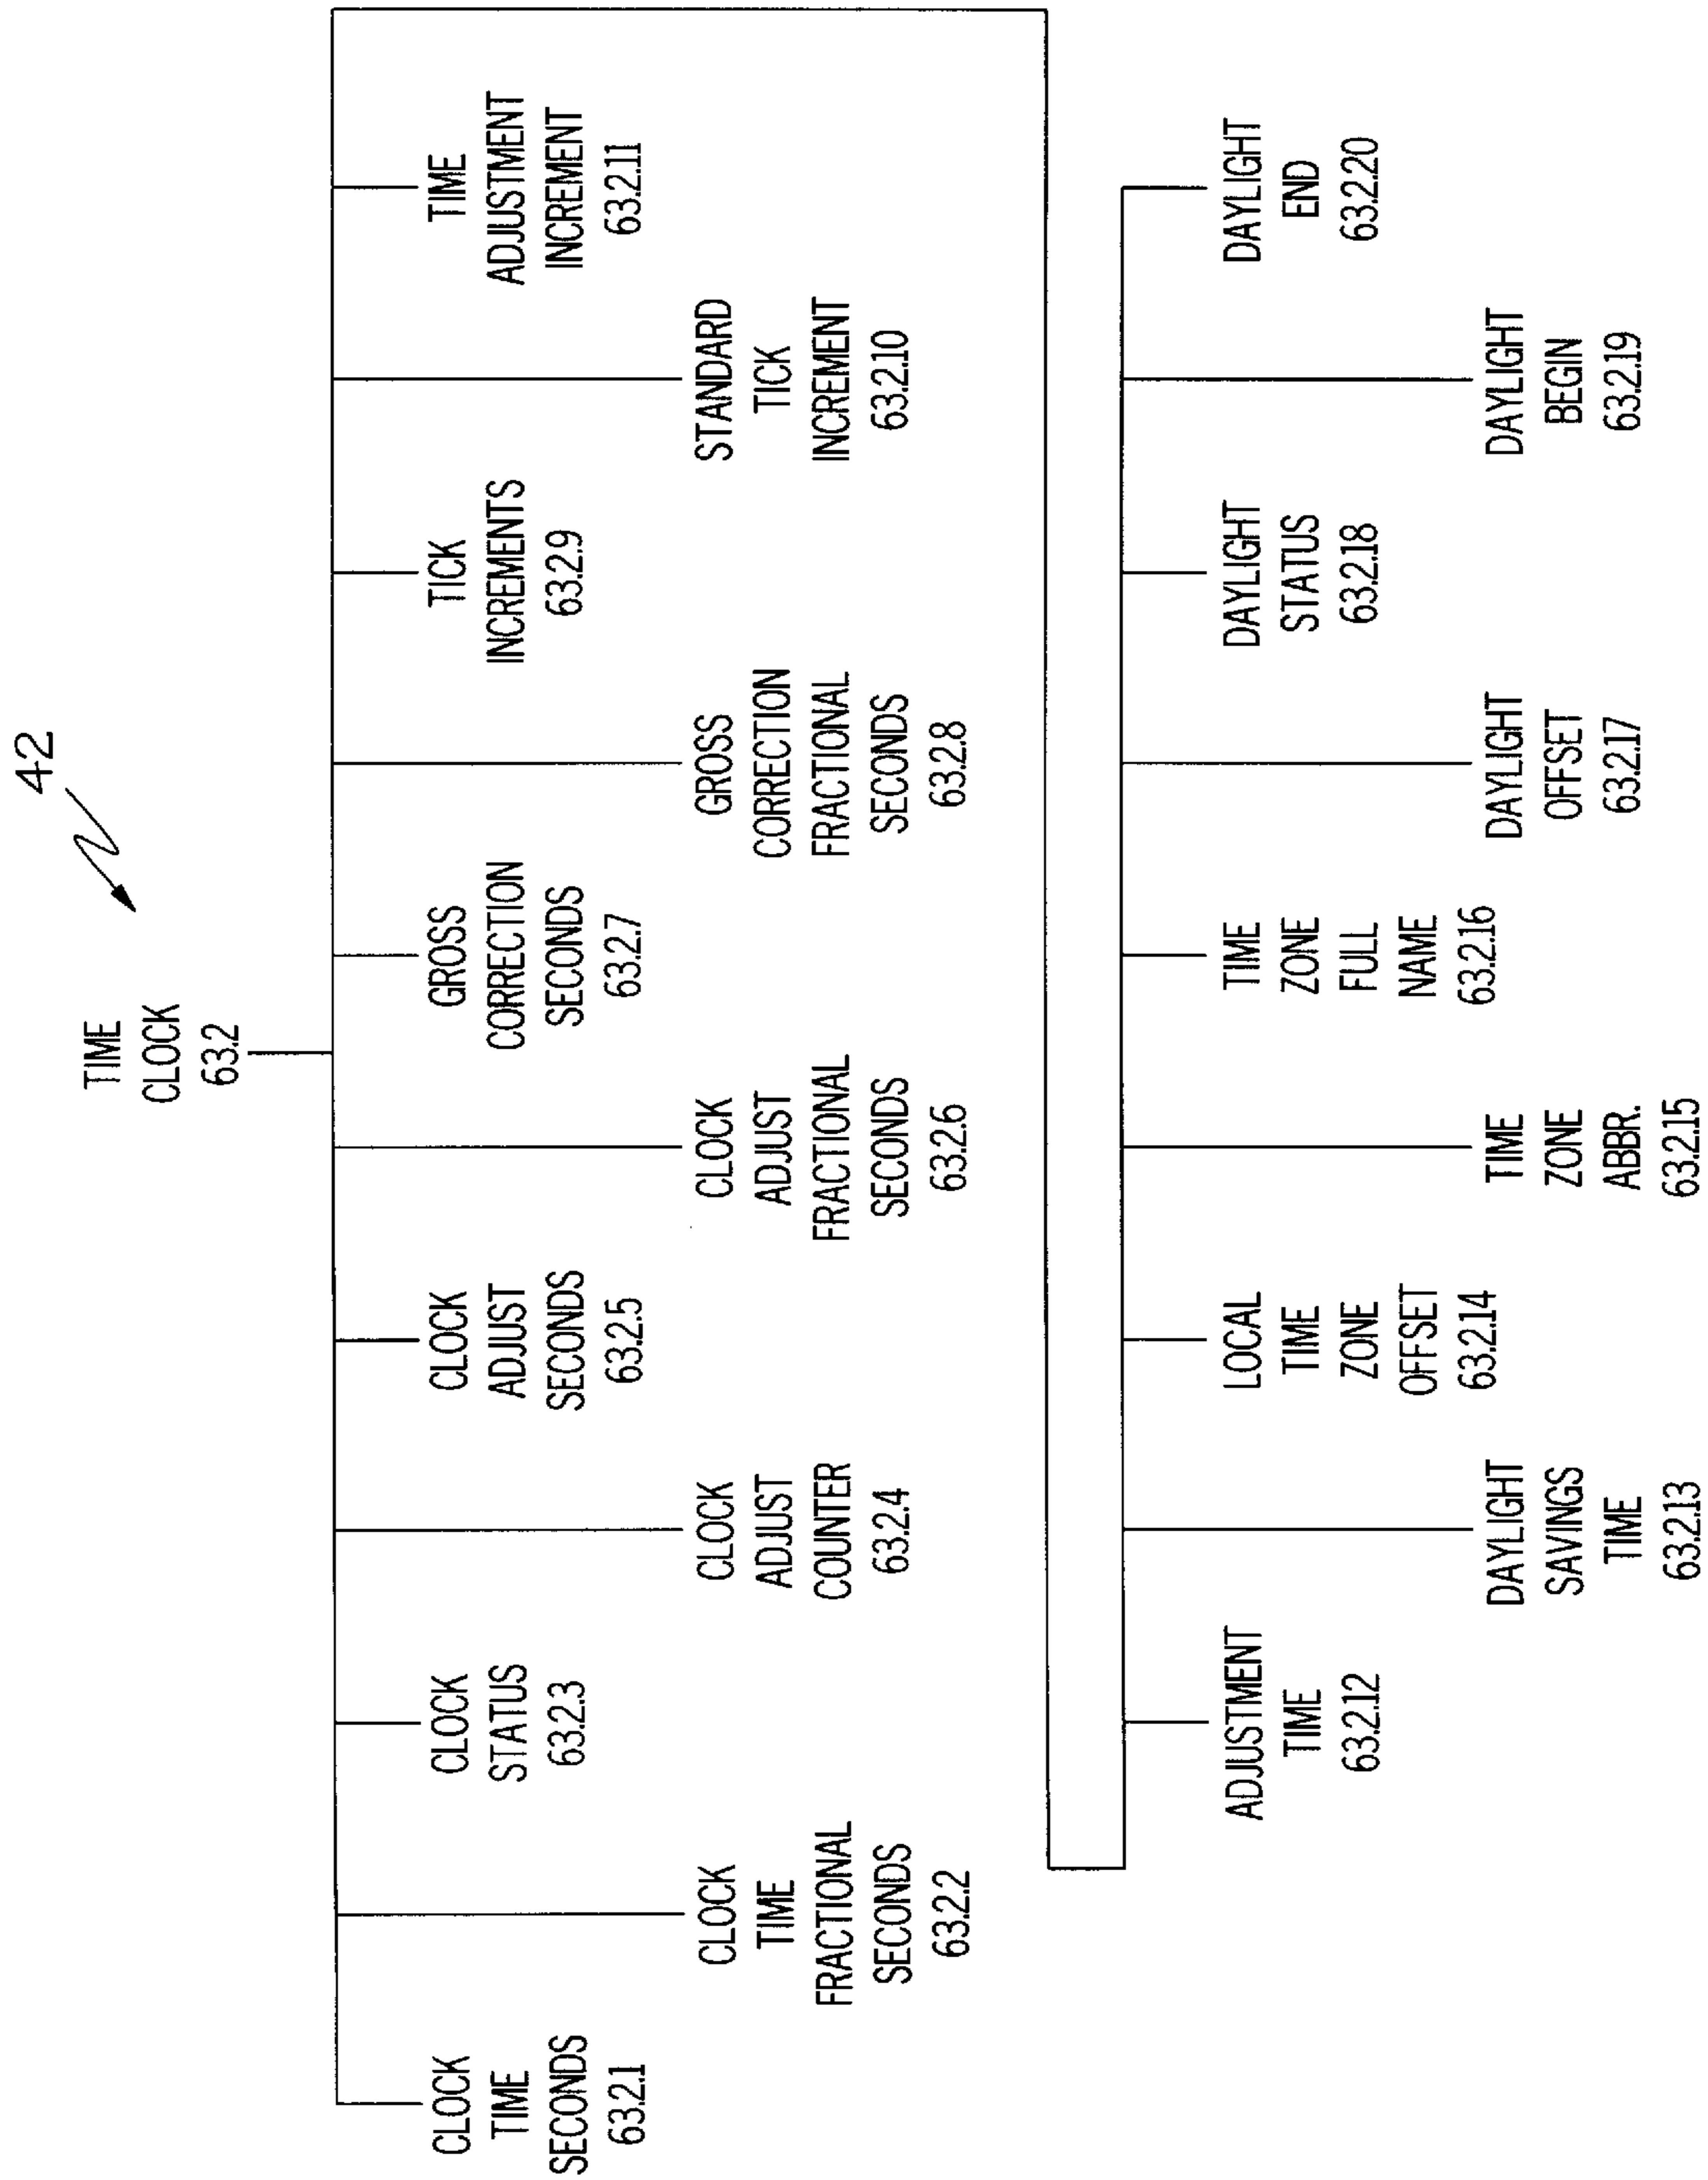 42
TIME
CLOCK
63.2
CLOCK
TIME
SECONDS
63.2.1
CLOCK
TIME
FRACTIONAL
SECONDS
63.2.2
CLOCK
STATUS
63.2.3
CLOCK
ADJUST
COUNTER
63.2.4
CLOCK
ADJUST
SECONDS
63.2.5
CLOCK
ADJUST
FRACTIONAL
SECONDS
63.2.6
GROSS
CORRECTION
SECONDS
63.2.7
GROSS
CORRECTION
FRACTIONAL
SECONDS
63.2.8
TICK
INCREMENTS
63.2.9
STANDARD
TICK
INCREMENT
63.2.10
TIME
ADJUSTMENT
INCREMENT
63.2.11
ADJUSTMENT
TIME
63.2.12
DAYLIGHT
SAVINGS
TIME
63.2.13
LOCAL
TIME
ZONE
OFFSET
63.2.14
TIME
ZONE
ABBR.
63.2.15
TIME
ZONE
FULL
NAME
63.2.16
DAYLIGHT
OFFSET
63.2.17
DAYLIGHT
STATUS
63.2.18
DAYLIGHT
BEGIN
63.2.19
DAYLIGHT
END
63.2.20